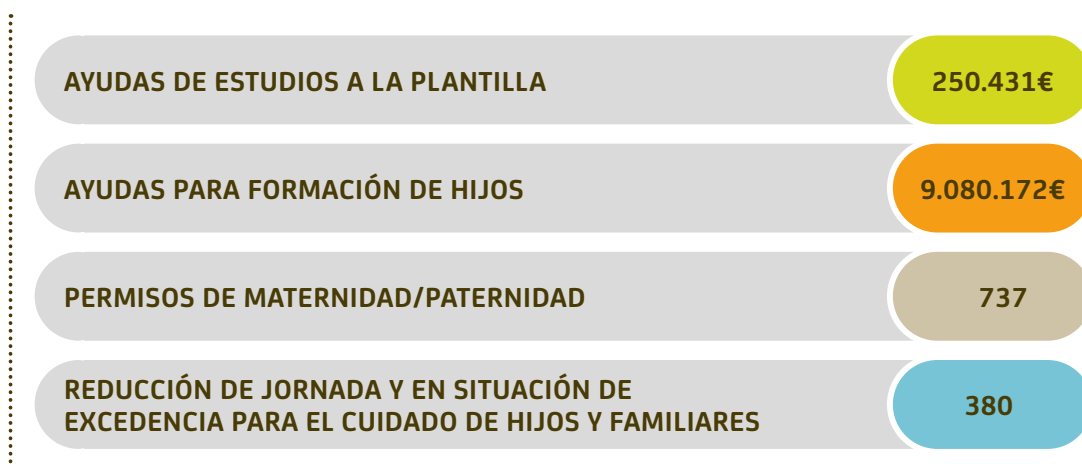 AYUDAS DE ESTUDIOS A LA PLANTILLA
250.431€
AYUDAS PARA FORMACIÓN DE HIJOS
9.080.172€
PERMISOS DE MATERNIDAD/PATERNIDAD
737
REDUCCIÓN DE JORNADA Y EN SITUACIÓN DE
EXCEDENCIA PARA EL CUIDADO DE HIJOS Y FAMILIARES
380